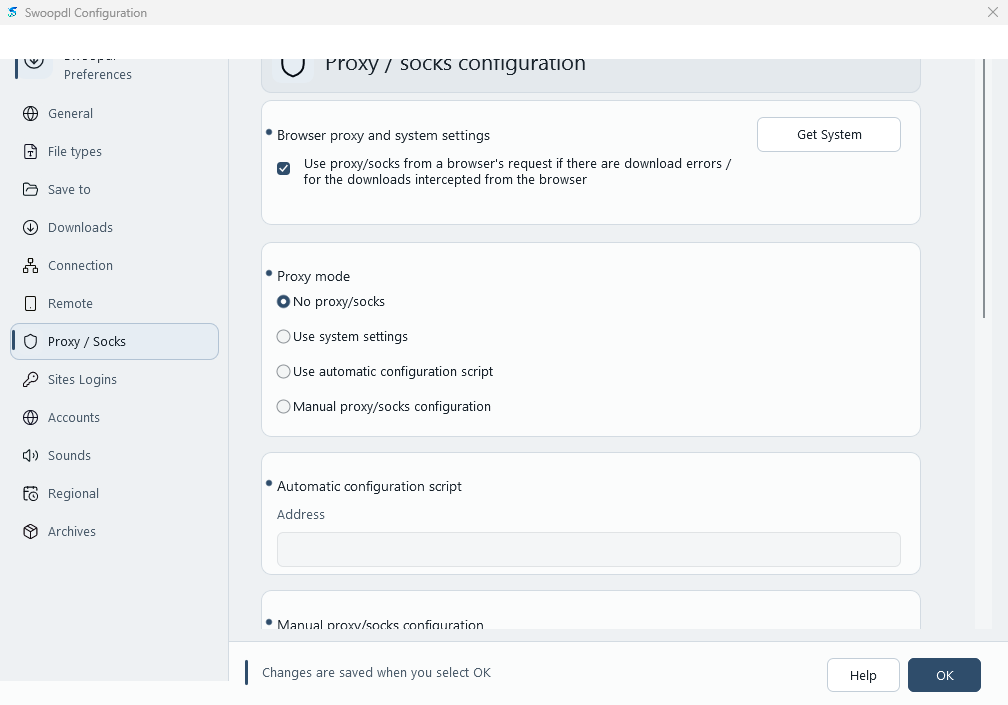 Swoopdl Configuration
Preferences
General
File types
Save to
Downloads
Connection
Remote
Proxy / Socks
Sites Logins
Accounts
Sounds
Regional
Archives
Proxy / socks configuration
Browser proxy and system settings
Get System
Use proxy/socks from a browser's request if there are download errors /
for the downloads intercepted from the browser
Proxy mode
No proxy/socks
Use system settings
Use automatic configuration script
Manual proxy/socks configuration
Automatic configuration script
Address
Manual proxy/socks configuration
Changes are saved when you select OK
Help
OK